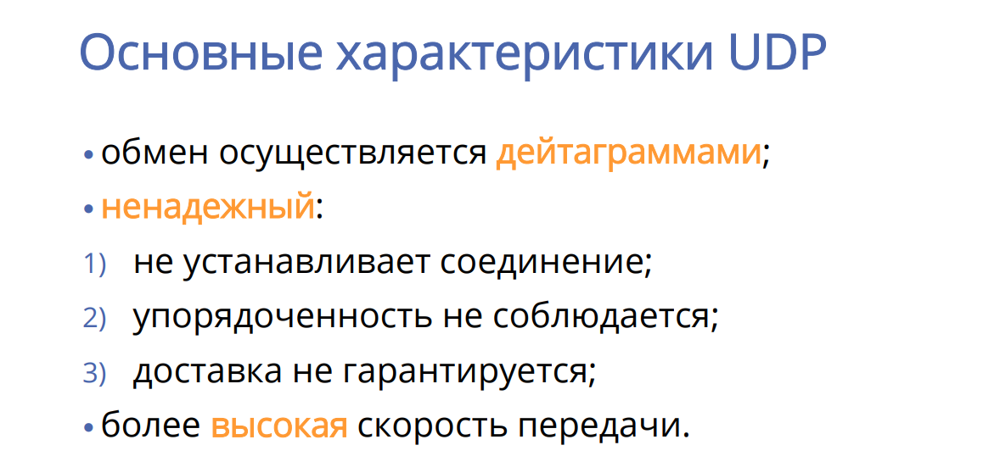 Основные характеристики UDP
• обмен осуществляется дейтаграммами;
• ненадежный:
1) не устанавливает соединение;
2) упорядоченность не соблюдается;
3) доставка не гарантируется;
• более высокая скорость передачи.